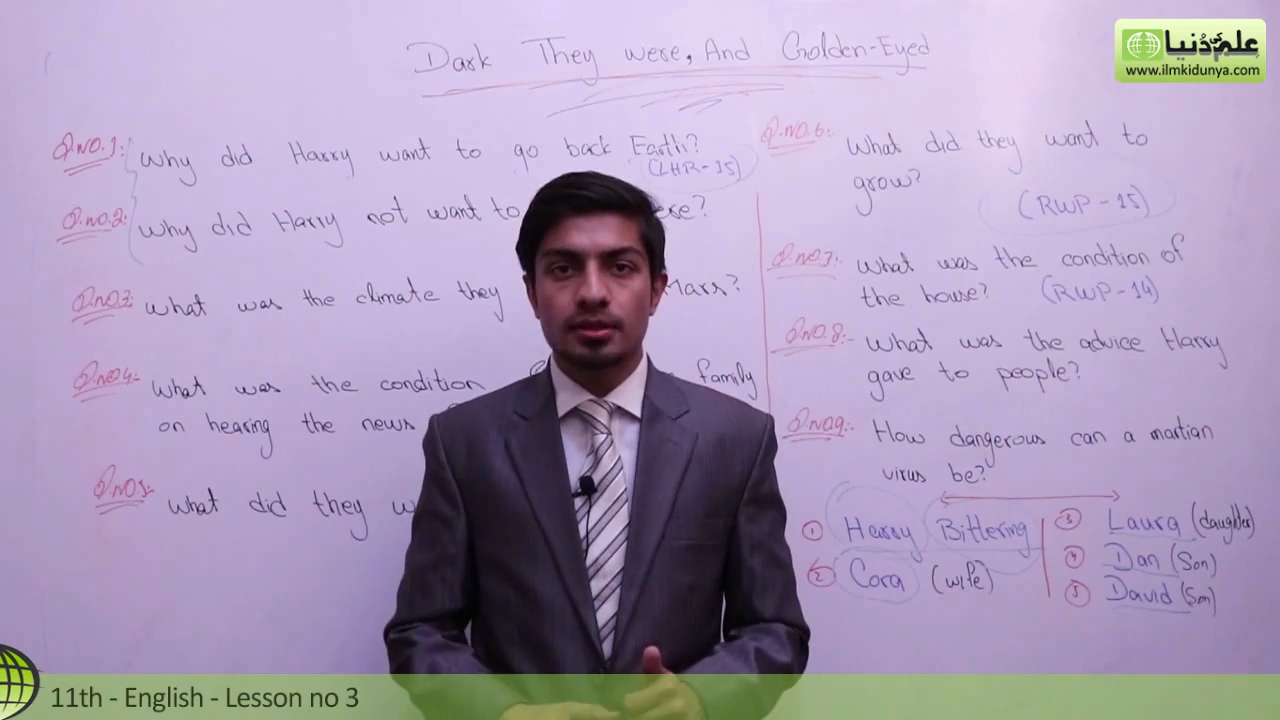 Dark They were, And Golden-Eyed
علم کی دُنیا
www.ilmkidunya.com
Q.NO.1:- why did Harry want to go back Earth?
(LHR-15)
Q.NO.2:- why did Harry not want to ere?
Q.NO.3:- what was the climate they Mars?
Q.NO.4:- what was the condition family
on hearing the news
Q.NO.5:- what did they w
Q.NO.6:- what did they want to
grow?
(RWP-15)
Q.NO.7:- what was the condition of
the house? (RWP-14)
Q.NO.8:- what was the advice Harry
gave to people?
Q.NO.9:- How dangerous can a martian
virus be?
1 Harry Bittering
2 Cora (wife)
3 Laura (daughter)
4 Dan (Son)
5 David (Son)
11th - English - Lesson no 3